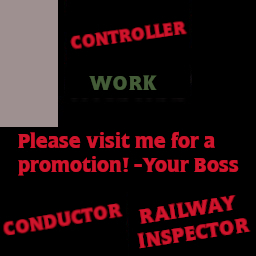 CONTROLLER
WORK
Please visit me for a
promotion! -Your Boss
CONDUCTOR
RAILWAY
INSPECTOR